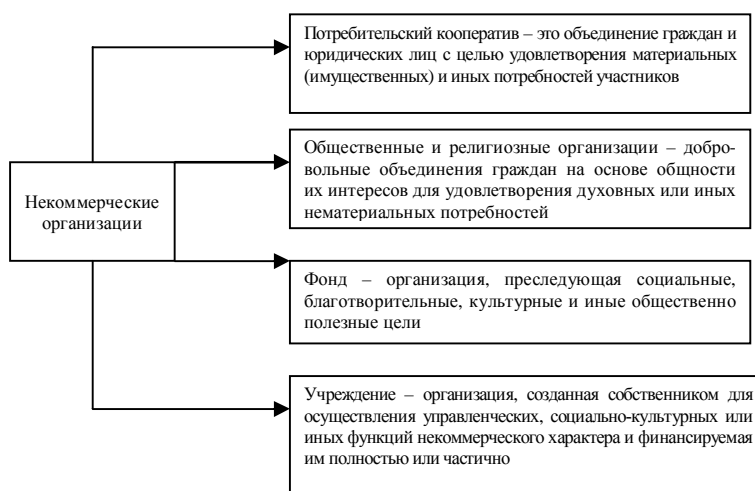 Потребительский кооператив – это объединение граждан и
юридических лиц с целью удовлетворения материальных
(имущественных) и иных потребностей участников
Общественные и религиозные организации – добро-
вольные объединения граждан на основе общности
их интересов для удовлетворения духовных или иных
нематериальных потребностей
Некоммерческие
организации
Фонд – организация, преследующая социальные,
благотворительные, культурные и иные общественно
полезные цели
Учреждение – организация, созданная собственником для
осуществления управленческих, социально-культурных или
иных функций некоммерческого характера и финансируемая
им полностью или частично